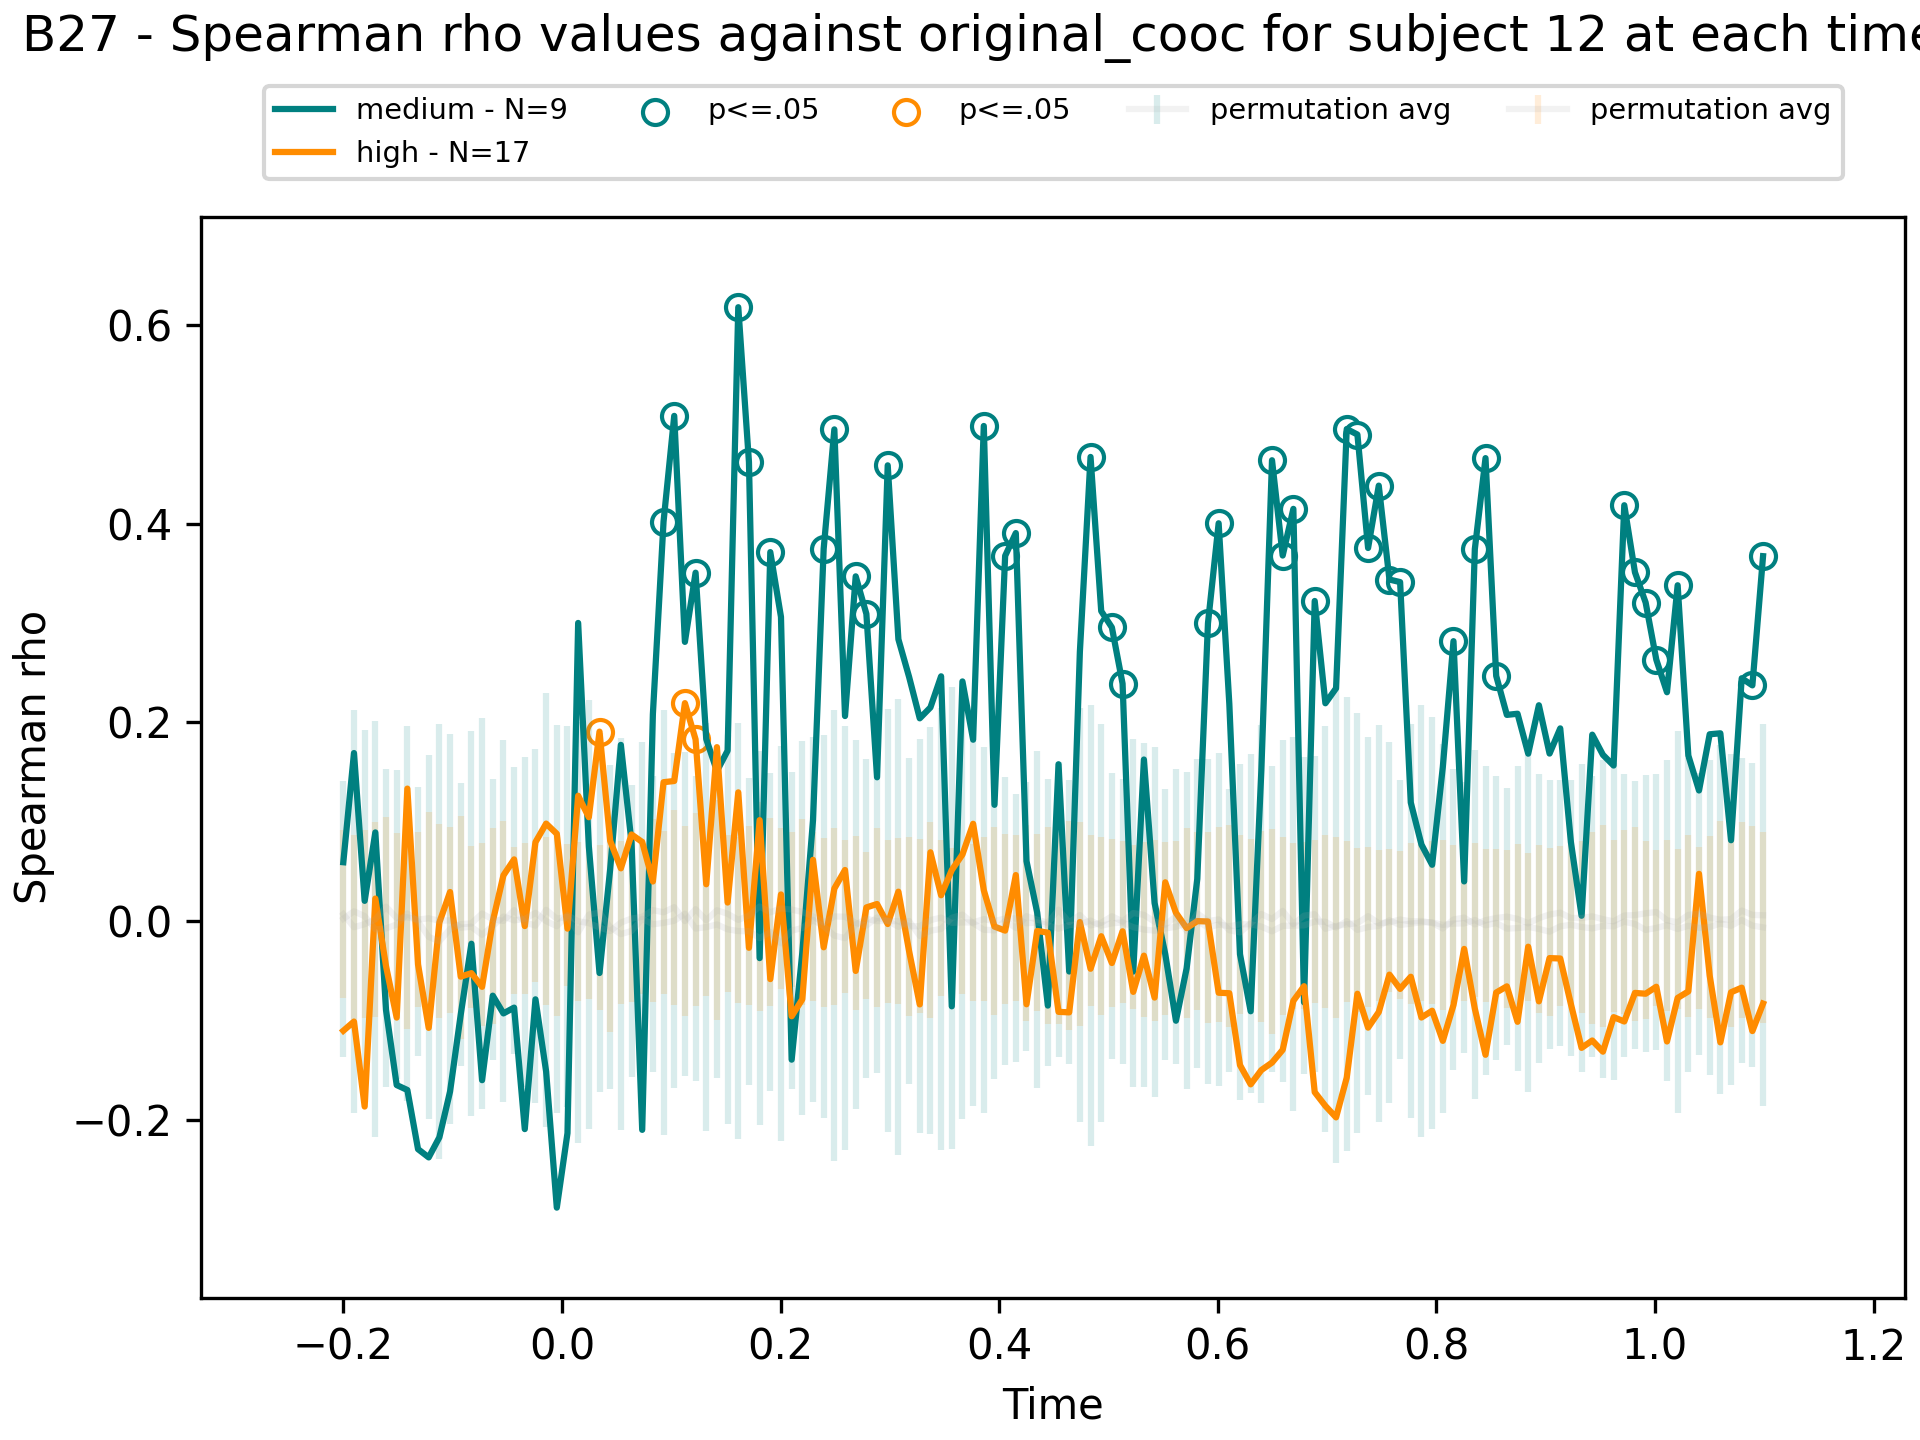 B27 - Spearman rho values against original_cooc for subject 12 at each time
medium - N=9
p<=.05
p<=.05
permutation avg
permutation avg
high - N=17
0.6
0.4
0.2
0.0
−0.2
Spearman rho
−0.2 0.0 0.2 0.4 0.6 0.8 1.0 1.2
Time